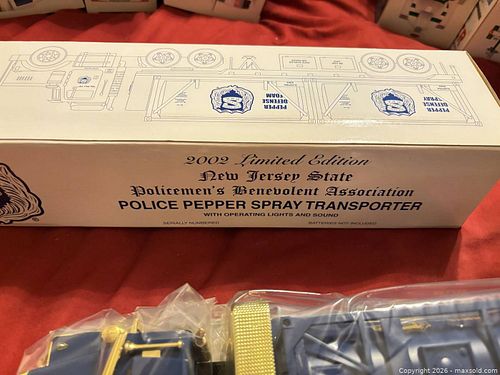 PEPPER
DEFENSE
FOAM
S
PEPPER
DEFENSE
SPRAY
2002 Limited Edition
New Jersey State
Policemen's Benevolent Association
POLICE PEPPER SPRAY TRANSPORTER
WITH OPERATING LIGHTS AND SOUND
SERIALLY NUMBERED
BATTERIES NOT INCLUDED
®
Copyright 2026 - maxsold.com